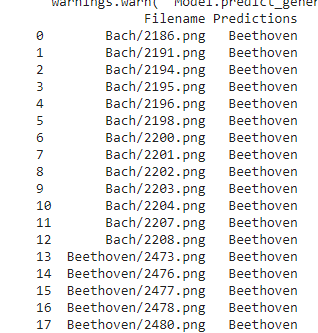 warnings.warn('`Model.predict_gener
Filename Predictions
0 Bach/2186.png Beethoven
1 Bach/2191.png Beethoven
2 Bach/2194.png Beethoven
3 Bach/2195.png Beethoven
4 Bach/2196.png Beethoven
5 Bach/2198.png Beethoven
6 Bach/2200.png Beethoven
7 Bach/2201.png Beethoven
8 Bach/2202.png Beethoven
9 Bach/2203.png Beethoven
10 Bach/2204.png Beethoven
11 Bach/2207.png Beethoven
12 Bach/2208.png Beethoven
13 Beethoven/2473.png Beethoven
14 Beethoven/2476.png Beethoven
15 Beethoven/2477.png Beethoven
16 Beethoven/2478.png Beethoven
17 Beethoven/2480.png Beethoven